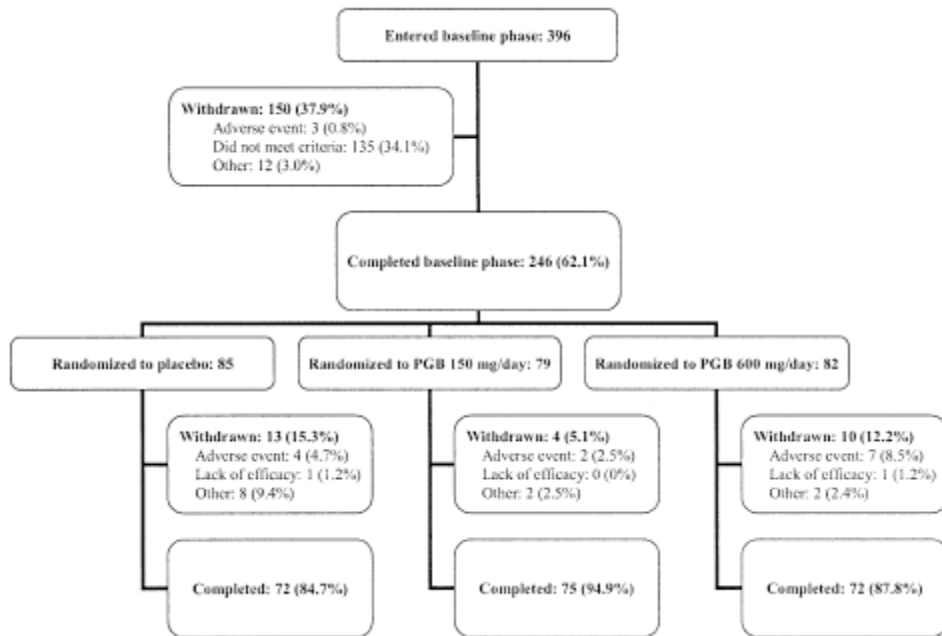 Entered baseline phase: 396
Withdrawn: 150 (37.9%)
Adverse event: 3 (0.8%)
Did not meet criteria: 135 (34.1%)
Other: 12 (3.0%)
Completed baseline phase: 246 (62.1%)
Randomized to placebo: 85
Randomized to PGB 150 mg/day: 79
Randomized to PGB 600 mg/day: 82
Withdrawn: 13 (15.3%)
Adverse event: 4 (4.7%)
Lack of efficacy: 1 (1.2%)
Other: 8 (9.4%)
Withdrawn: 4 (5.1%)
Adverse event: 2 (2.5%)
Lack of efficacy: 0 (0%)
Other: 2 (2.5%)
Withdrawn: 10 (12.2%)
Adverse event: 7 (8.5%)
Lack of efficacy: 1 (1.2%)
Other: 2 (2.4%)
Completed: 72 (84.7%)
Completed: 75 (94.9%)
Completed: 72 (87.8%)